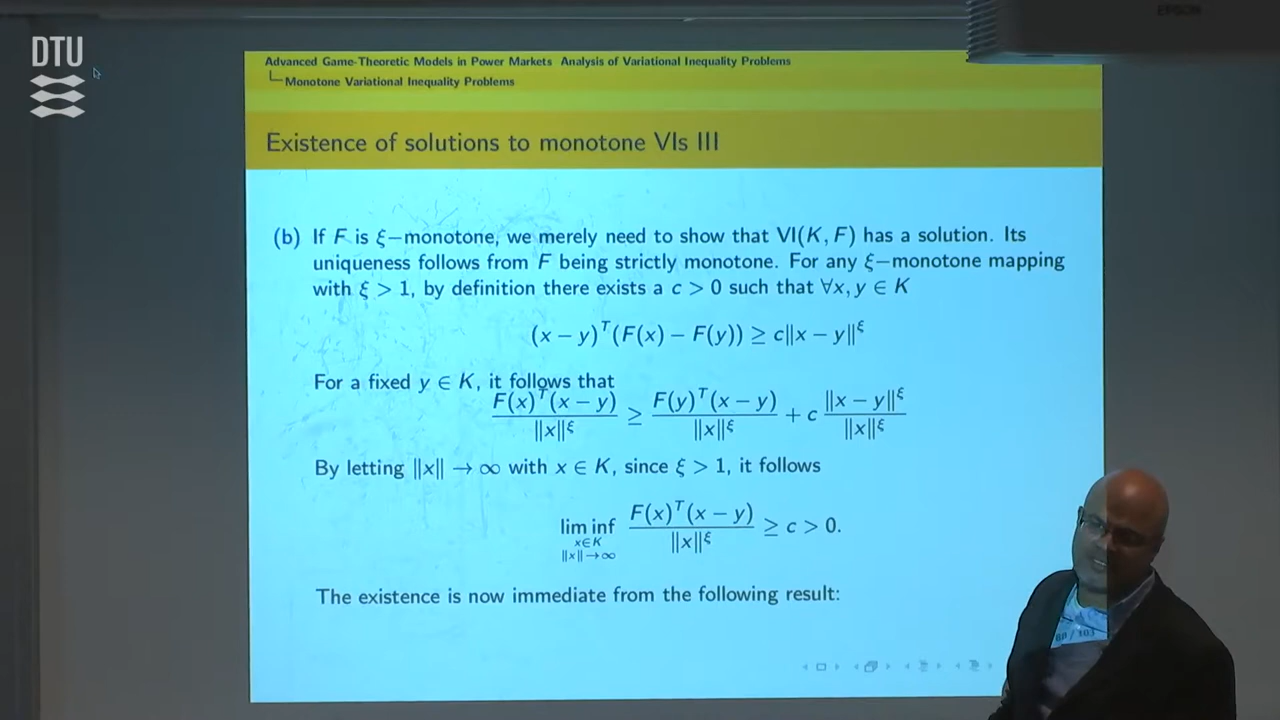 EPSON
DTU
Advanced Game-Theoretic Models in Power Markets Analysis of Variational Inequality Problems
Monotone Variational Inequality Problems
Existence of solutions to monotone VIs III
(b) If F is ξ−monotone, we merely need to show that VI(K, F) has a solution. Its
uniqueness follows from F being strictly monotone. For any ξ−monotone mapping
with ξ > 1, by definition there exists a c > 0 such that ∀x, y ∈ K
(x − y)^T(F(x) − F(y)) ≥ c‖x − y‖^ξ
For a fixed y ∈ K, it follows that
F(x)^T(x − y) / ‖x‖^ξ ≥ F(y)^T(x − y) / ‖x‖^ξ + c ‖x − y‖^ξ / ‖x‖^ξ
By letting ‖x‖ → ∞ with x ∈ K, since ξ > 1, it follows
lim inf x∈K ‖x‖→∞ F(x)^T(x − y) / ‖x‖^ξ ≥ c > 0.
The existence is now immediate from the following result:
80 / 103